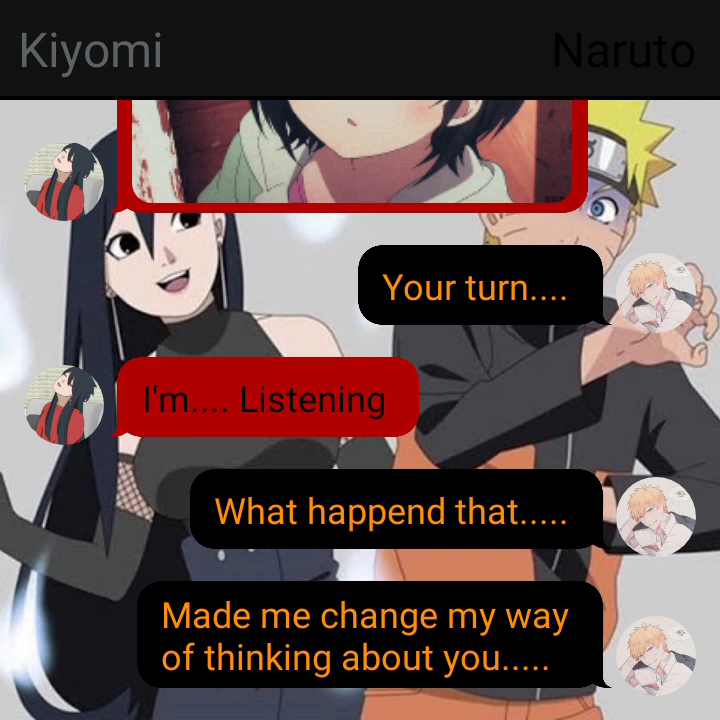 Kiyomi
Naruto
Your turn....
I'm.... Listening
What happend that.....
Made me change my way
of thinking about you.....